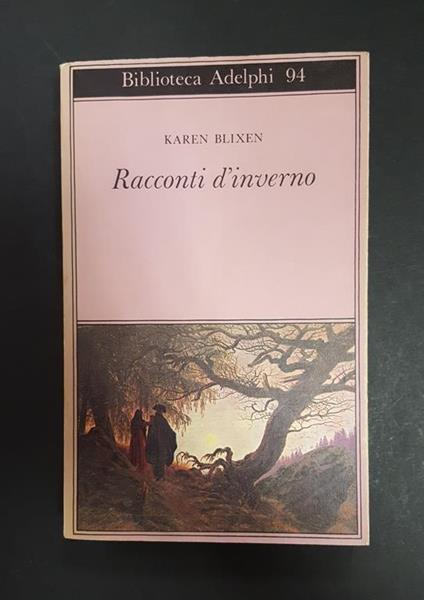 Biblioteca Adelphi 94
KAREN BLIXEN
Racconti d'inverno